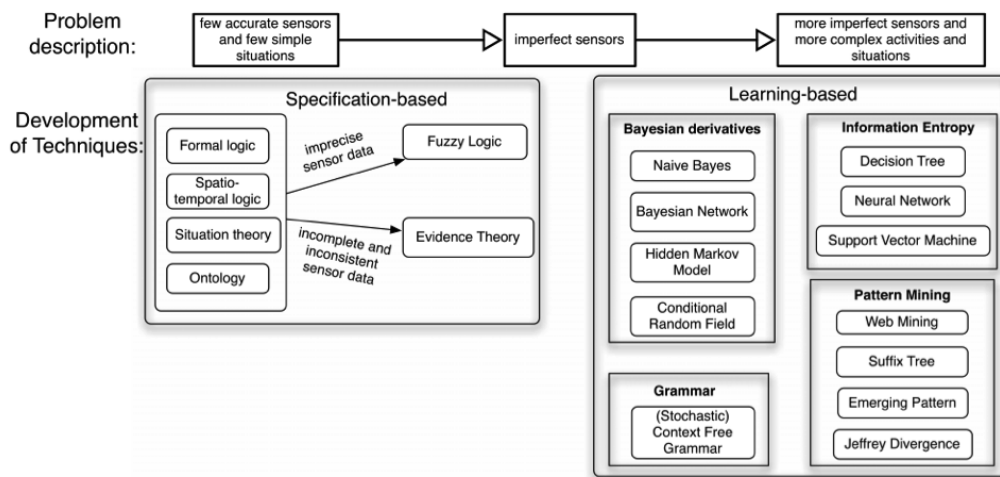 Problem
description:
few accurate sensors
and few simple
situations
imperfect sensors
more imperfect sensors and
more complex activities and
situations
Development
of Techniques:
Specification-based
Formal logic
Spatio-
temporal logic
Situation theory
Ontology
imprecise
sensor data
incomplete and
inconsistent
sensor data
Fuzzy Logic
Evidence Theory
Learning-based
Bayesian derivatives
Naive Bayes
Bayesian Network
Hidden Markov
Model
Conditional
Random Field
Grammar
(Stochastic)
Context Free
Grammar
Information Entropy
Decision Tree
Neural Network
Support Vector Machine
Pattern Mining
Web Mining
Suffix Tree
Emerging Pattern
Jeffrey Divergence